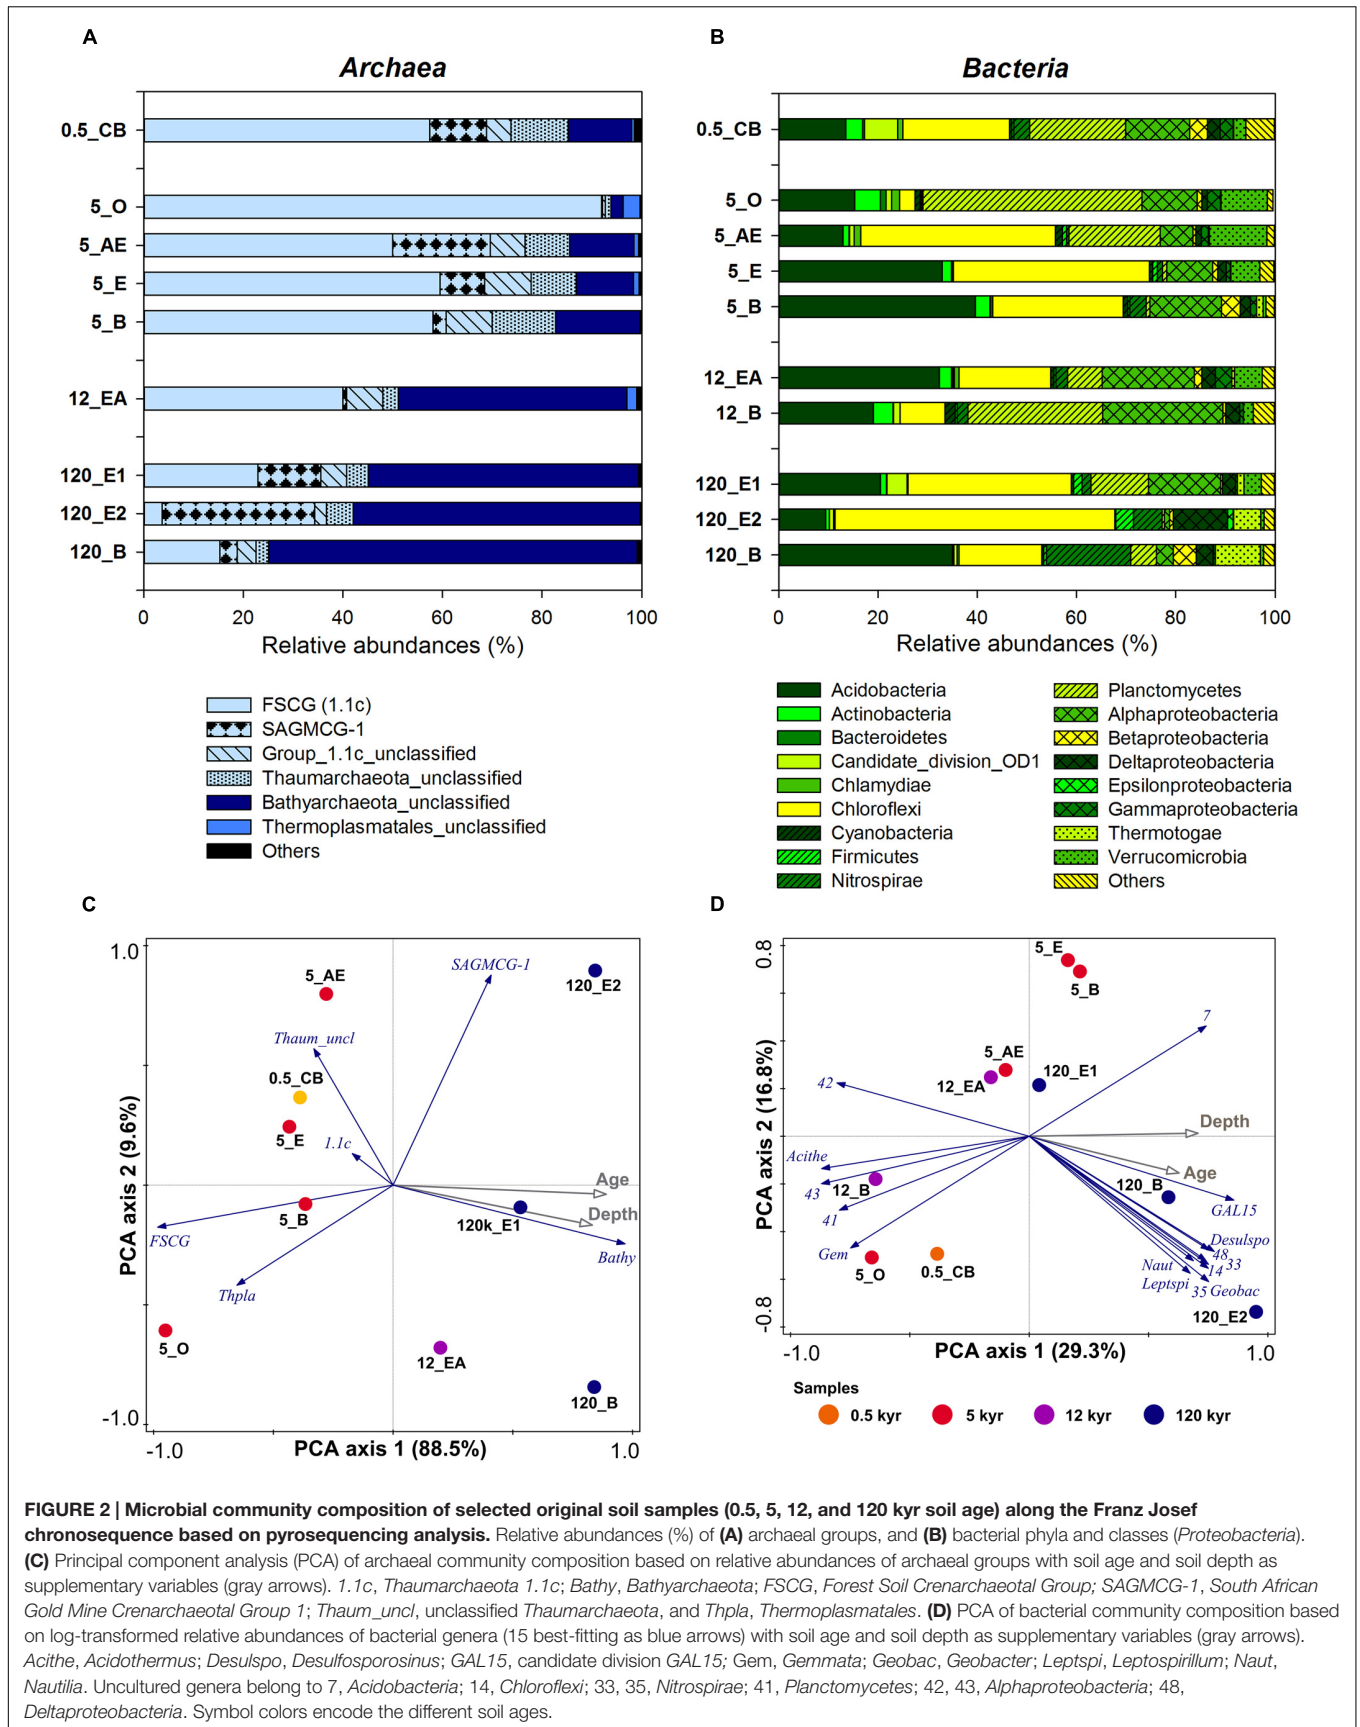 A
B
Archaea
Bacteria
0.5_CB
5_O
5_AE
5_E
5_B
12_EA
120_E1
120_E2
120_B
0 20 40 60 80 100
Relative abundances (%)
0.5_CB
5_O
5_AE
5_E
5_B
12_EA
12_B
120_E1
120_E2
120_B
0 20 40 60 80 100
Relative abundances (%)
FSCG (1.1c)
SAGMCG-1
Group_1.1c_unclassified
Thaumarchaeota_unclassified
Bathyarchaeota_unclassified
Thermoplasmatales_unclassified
Others
Acidobacteria
Actinobacteria
Bacteroidetes
Candidate_division_OD1
Chlamydiae
Chloroflexi
Cyanobacteria
Firmicutes
Nitrospirae
Planctomycetes
Alphaproteobacteria
Betaproteobacteria
Deltaproteobacteria
Epsilonproteobacteria
Gammaproteobacteria
Thermotogae
Verrucomicrobia
Others
C
1.0
PCA axis 2 (9.6%)
-1.0
SAGMCG-1
120_E2
5_AE
Thaum_uncl
0.5_CB
5_E
1.1c
Age
5_B
Depth
120k_E1
FSCG
Bathy
Thpla
5_O
12_EA
120_B
-1.0
PCA axis 1 (88.5%)
1.0
D
0.8
PCA axis 2 (16.8%)
-0.8
5_E
5_B
7
5_AE
12_EA
120_E1
42
Depth
Acithe
Age
43
12_B
120_B
GAL15
41
Gem
Desulspo
48
33
Naut
14
Leptspi
35
Geobac
5_O
0.5_CB
120_E2
-1.0
PCA axis 1 (29.3%)
1.0
Samples
0.5 kyr
5 kyr
12 kyr
120 kyr
FIGURE 2 | Microbial community composition of selected original soil samples (0.5, 5, 12, and 120 kyr soil age) along the Franz Josef
chronosequence based on pyrosequencing analysis. Relative abundances (%) of (A) archaeal groups, and (B) bacterial phyla and classes (Proteobacteria).
(C) Principal component analysis (PCA) of archaeal community composition based on relative abundances of archaeal groups with soil age and soil depth as
supplementary variables (gray arrows). 1.1c, Thaumarchaeota 1.1c; Bathy, Bathyarchaeota; FSCG, Forest Soil Crenarchaeotal Group; SAGMCG-1, South African
Gold Mine Crenarchaeotal Group 1; Thaum_uncl, unclassified Thaumarchaeota, and Thpla, Thermoplasmatales. (D) PCA of bacterial community composition based
on log-transformed relative abundances of bacterial genera (15 best-fitting as blue arrows) with soil age and soil depth as supplementary variables (gray arrows).
Acithe, Acidothermus; Desulspo, Desulfosporosinus; GAL15, candidate division GAL15; Gem, Gemmata; Geobac, Geobacter; Leptspi, Leptospirillum; Naut,
Nautilia. Uncultured genera belong to 7, Acidobacteria; 14, Chloroflexi; 33, 35, Nitrospirae; 41, Planctomycetes; 42, 43, Alphaproteobacteria; 48,
Deltaproteobacteria. Symbol colors encode the different soil ages.